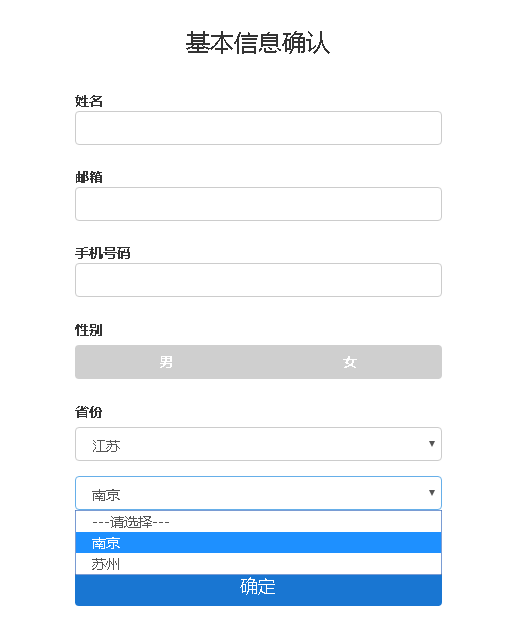 基本信息确认
姓名
邮箱
手机号码
性别
男 女
省份
江苏
南京
---请选择---
南京
苏州
确定